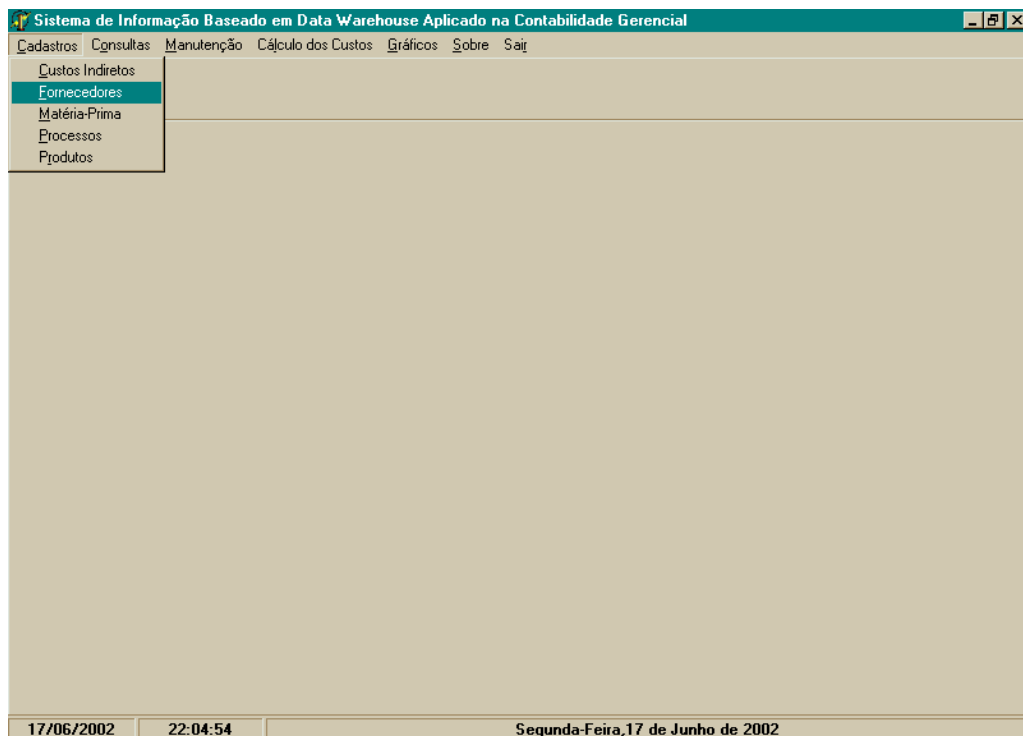 Sistema de Informação Baseado em Data Warehouse Aplicado na Contabilidade Gerencial
Cadastros Consultas Manutenção Cálculo dos Custos Gráficos Sobre Sair
Custos Indiretos
Fornecedores
Matéria-Prima
Processos
Produtos
17/06/2002 22:04:54 Segunda-Feira,17 de Junho de 2002